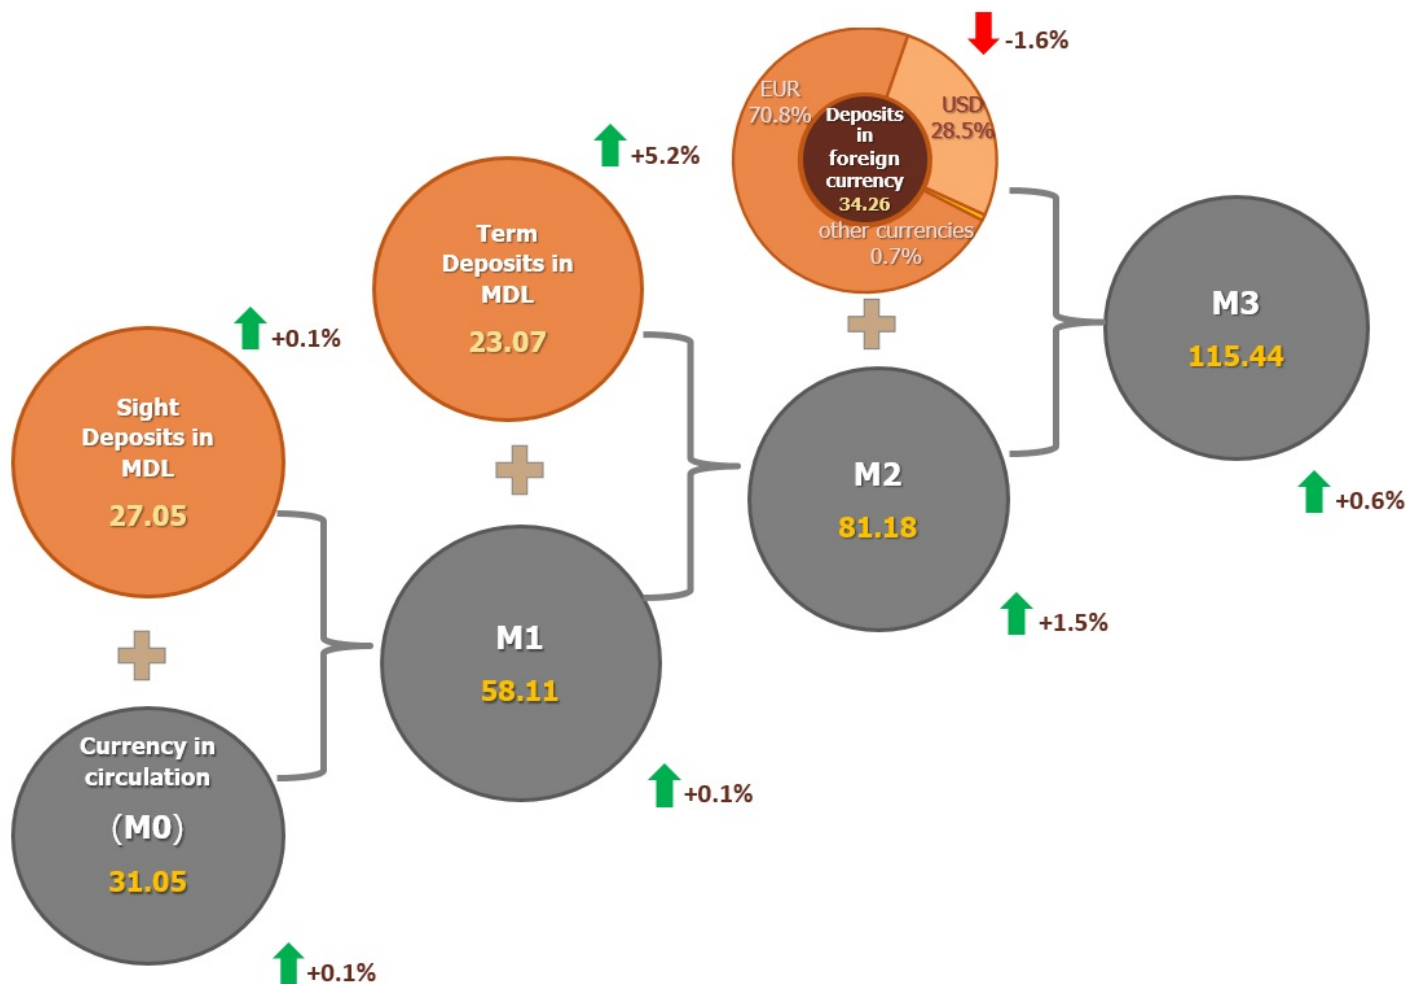 Sight
Deposits in
MDL
27.05
+0.1%
Currency in
circulation
(M0)
31.05
+0.1%
Term
Deposits in
MDL
23.07
+5.2%
M1
58.11
+0.1%
EUR
70.8%
USD
28.5%
Deposits
in
foreign
currency
34.26
other currencies
0.7%
-1.6%
M2
81.18
+1.5%
M3
115.44
+0.6%